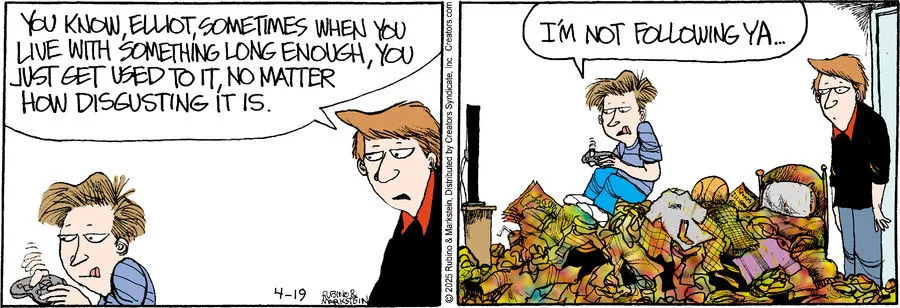 YOU KNOW, ELLIOT, SOMETIMES WHEN YOU
LIVE WITH SOMETHING LONG ENOUGH, YOU
JUST GET USED TO IT, NO MATTER
HOW DISGUSTING IT IS.
4-19
RUBINO &
MARKSTEIN
© 2025 Rubino & Markstein, Distributed by Creators Syndicate, Inc. Creators.com
I'M NOT FOLLOWING YA...